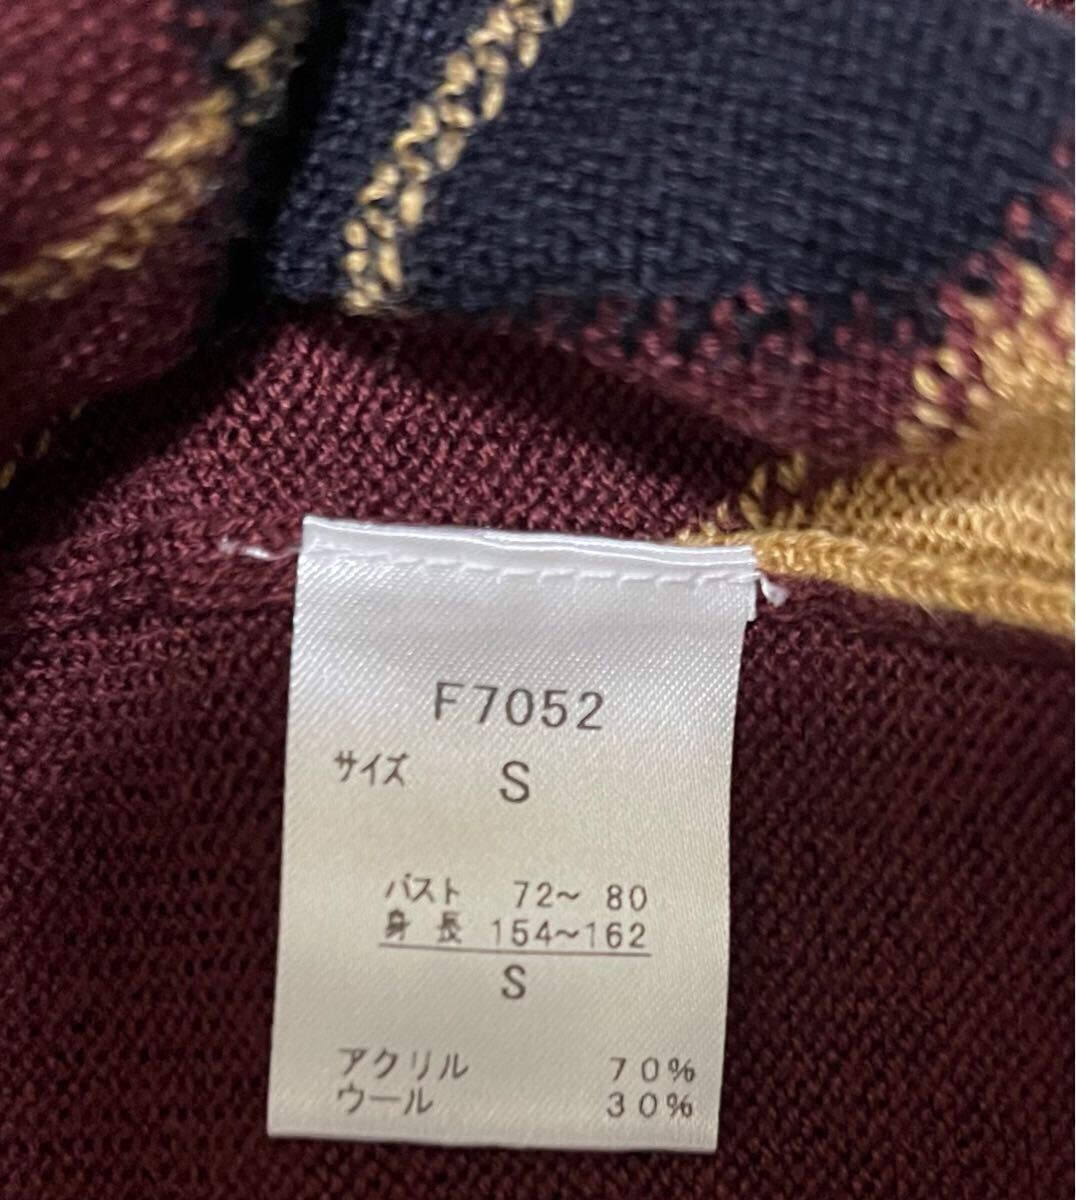 F7052
サイズ S
バスト 72~ 80
身長 154~162
S
アクリル 70%
ウール 30%